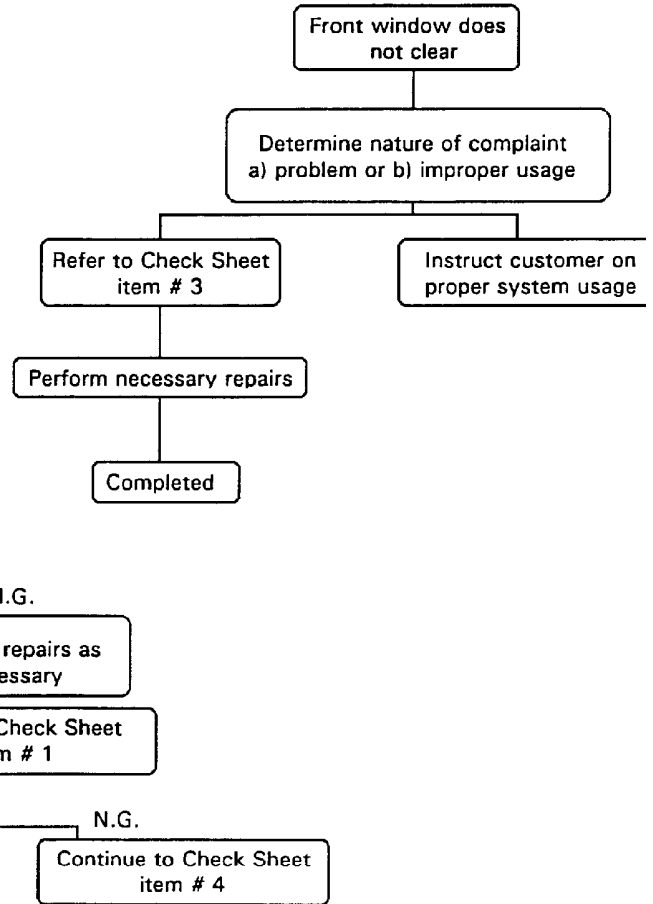 Front window does
not clear
Determine nature of complaint
a) problem or b) improper usage
Refer to Check Sheet
item # 3
Instruct customer on
proper system usage
Perform necessary repairs
Completed
N.G.
repairs as
Check Sheet
# 1
N.G.
Continue to Check Sheet
item # 4